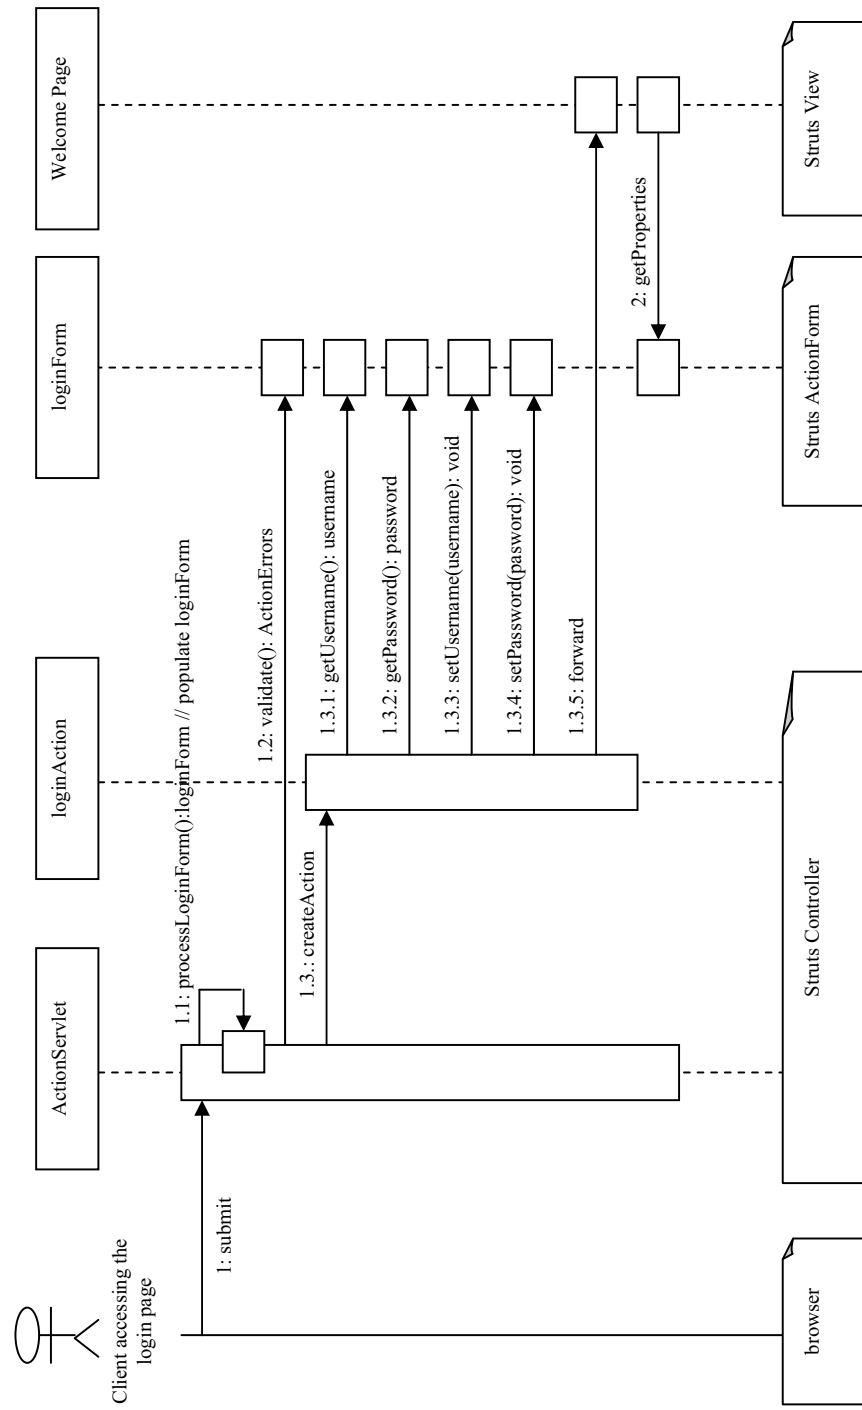 Client accessing the
login page
ActionServlet
loginAction
loginForm
Welcome Page
1: submit
1.1: processLoginForm():loginForm // populate loginForm
1.2: validate(): ActionErrors
1.3.: createAction
1.3.1: getUsername(): username
1.3.2: getPassword(): password
1.3.3: setUsername(username): void
1.3.4: setPassword(pasword): void
1.3.5: forward
2: getProperties
browser
Struts Controller
Struts ActionForm
Struts View